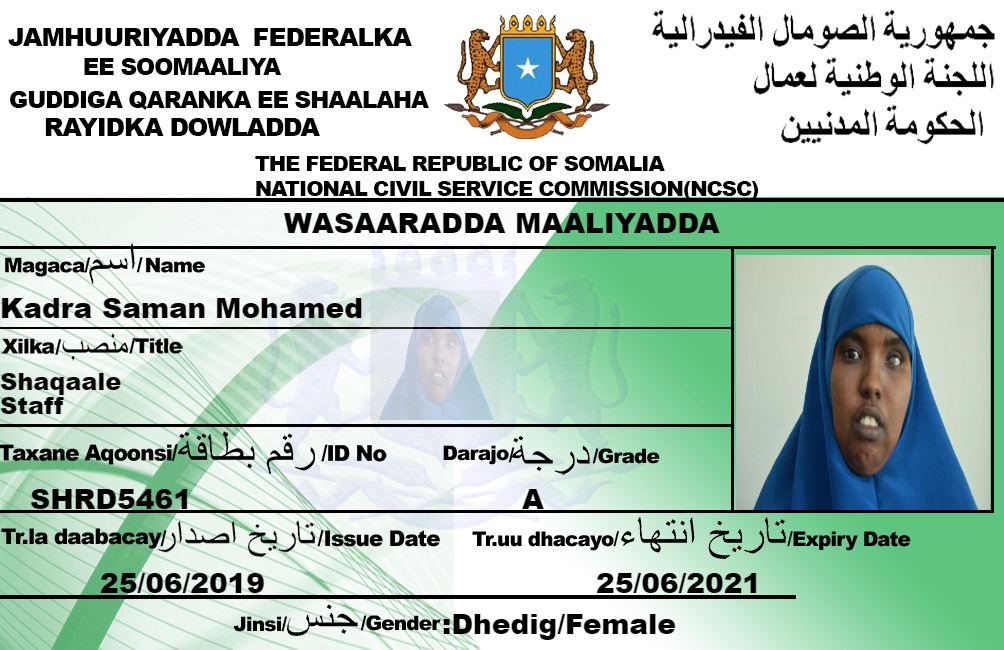 JAMHUURIYADDA FEDERALKA
EE SOOMAALIYA
GUDDIGA QARANKA EE SHAALAHA
RAYIDKA DOWLADDA
جمهورية الصومال الفيدرالية
اللجنة الوطنية لعمال
الحكومة المدنيين
THE FEDERAL REPUBLIC OF SOMALIA
NATIONAL CIVIL SERVICE COMMISSION(NCSC)
WASAARADDA MAALIYADDA
Magaca/اسم/Name
Kadra Saman Mohamed
Xilka/منصب/Title
Shaqaale
Staff
Taxane Aqoonsi/رقم بطاقة/ID No
SHRD5461
Darajo/درجة/Grade
A
Tr.la daabacay/تاريخ اصدار/Issue Date
25/06/2019
Tr.uu dhacayo/تاريخ انتهاء/Expiry Date
25/06/2021
Jinsi/جنس/Gender:Dhedig/Female